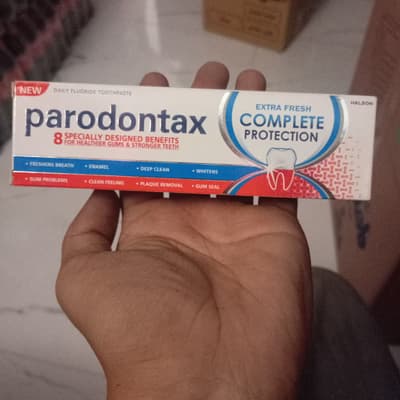 NEW
DAILY FLUORIDE TOOTHPASTE
HALEON
parodontax
8 SPECIALLY DESIGNED BENEFITS
FOR HEALTHIER GUMS & STRONGER TEETH
EXTRA FRESH
COMPLETE
PROTECTION
• FRESHENS BREATH • ENAMEL • DEEP CLEAN • WHITENS
• GUM PROBLEMS • CLEAN FEELING • PLAQUE REMOVAL • GUM SEAL